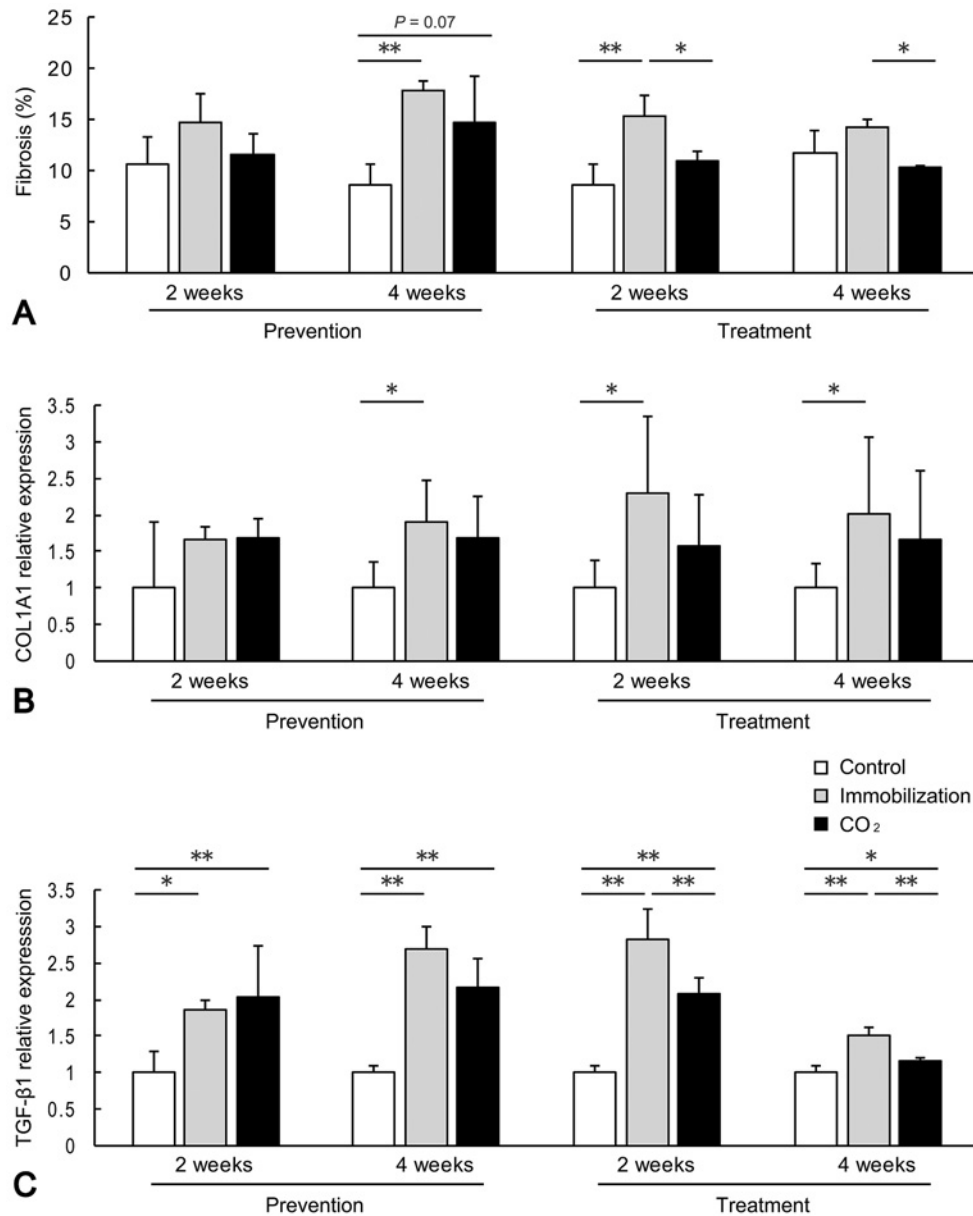 P = 0.07
** ** * *
25
20
15
10
5
0
Fibrosis (%)
2 weeks 4 weeks 2 weeks 4 weeks
A
Prevention Treatment
* * *
3.5
3
2.5
2
1.5
1
0.5
0
COL1A1 relative expression
2 weeks 4 weeks 2 weeks 4 weeks
B
Prevention Treatment
Control
Immobilization
CO₂
** ** ** *
* ** ** ** ** **
3.5
3
2.5
2
1.5
1
0.5
0
TGF-β1 relative expresssion
2 weeks 4 weeks 2 weeks 4 weeks
C
Prevention Treatment